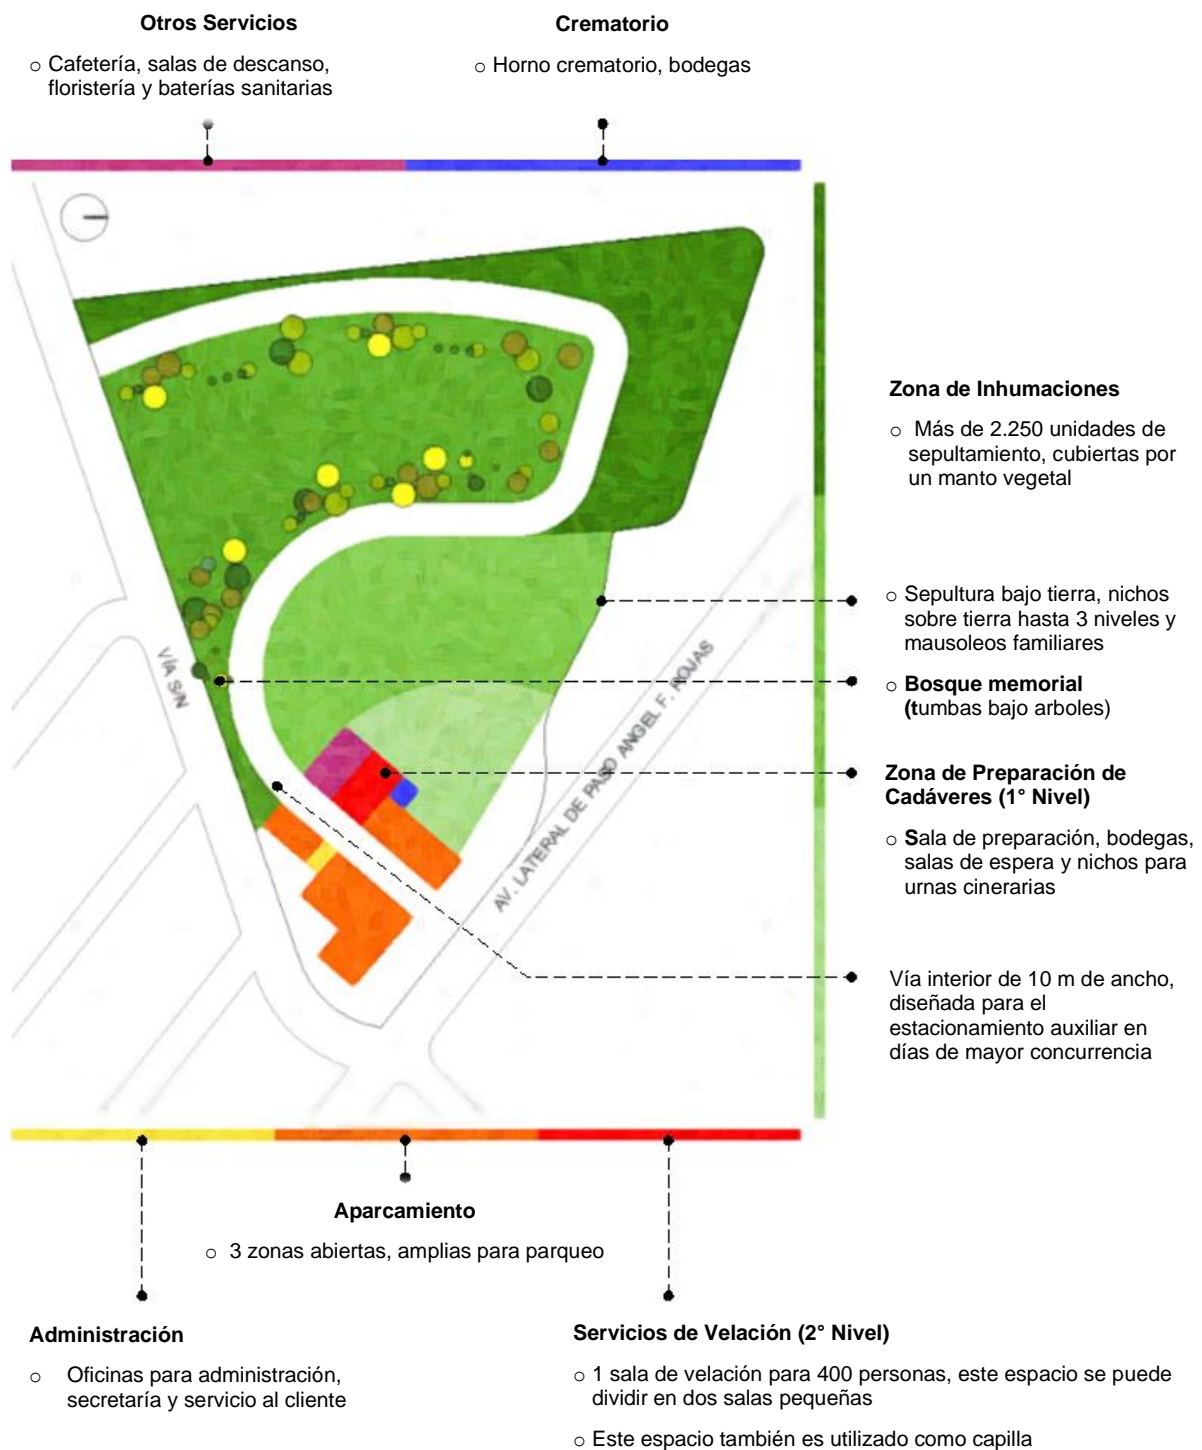 Otros Servicios
○ Cafetería, salas de descanso,
floristería y baterías sanitarias
Crematorio
○ Horno crematorio, bodegas
Zona de Inhumaciones
○ Más de 2.250 unidades de
sepultamiento, cubiertas por
un manto vegetal
○ Sepultura bajo tierra, nichos
sobre tierra hasta 3 niveles y
mausoleos familiares
○ Bosque memorial
(tumbas bajo arboles)
VÍA S/N
AV. LATERAL DE PASO ANGEL F. ROJAS
Zona de Preparación de
Cadáveres (1° Nivel)
○ Sala de preparación, bodegas,
salas de espera y nichos para
urnas cinerarias
Vía interior de 10 m de ancho,
diseñada para el
estacionamiento auxiliar en
días de mayor concurrencia
Aparcamiento
○ 3 zonas abiertas, amplias para parqueo
Administración
○ Oficinas para administración,
secretaría y servicio al cliente
Servicios de Velación (2° Nivel)
○ 1 sala de velación para 400 personas, este espacio se puede
dividir en dos salas pequeñas
○ Este espacio también es utilizado como capilla